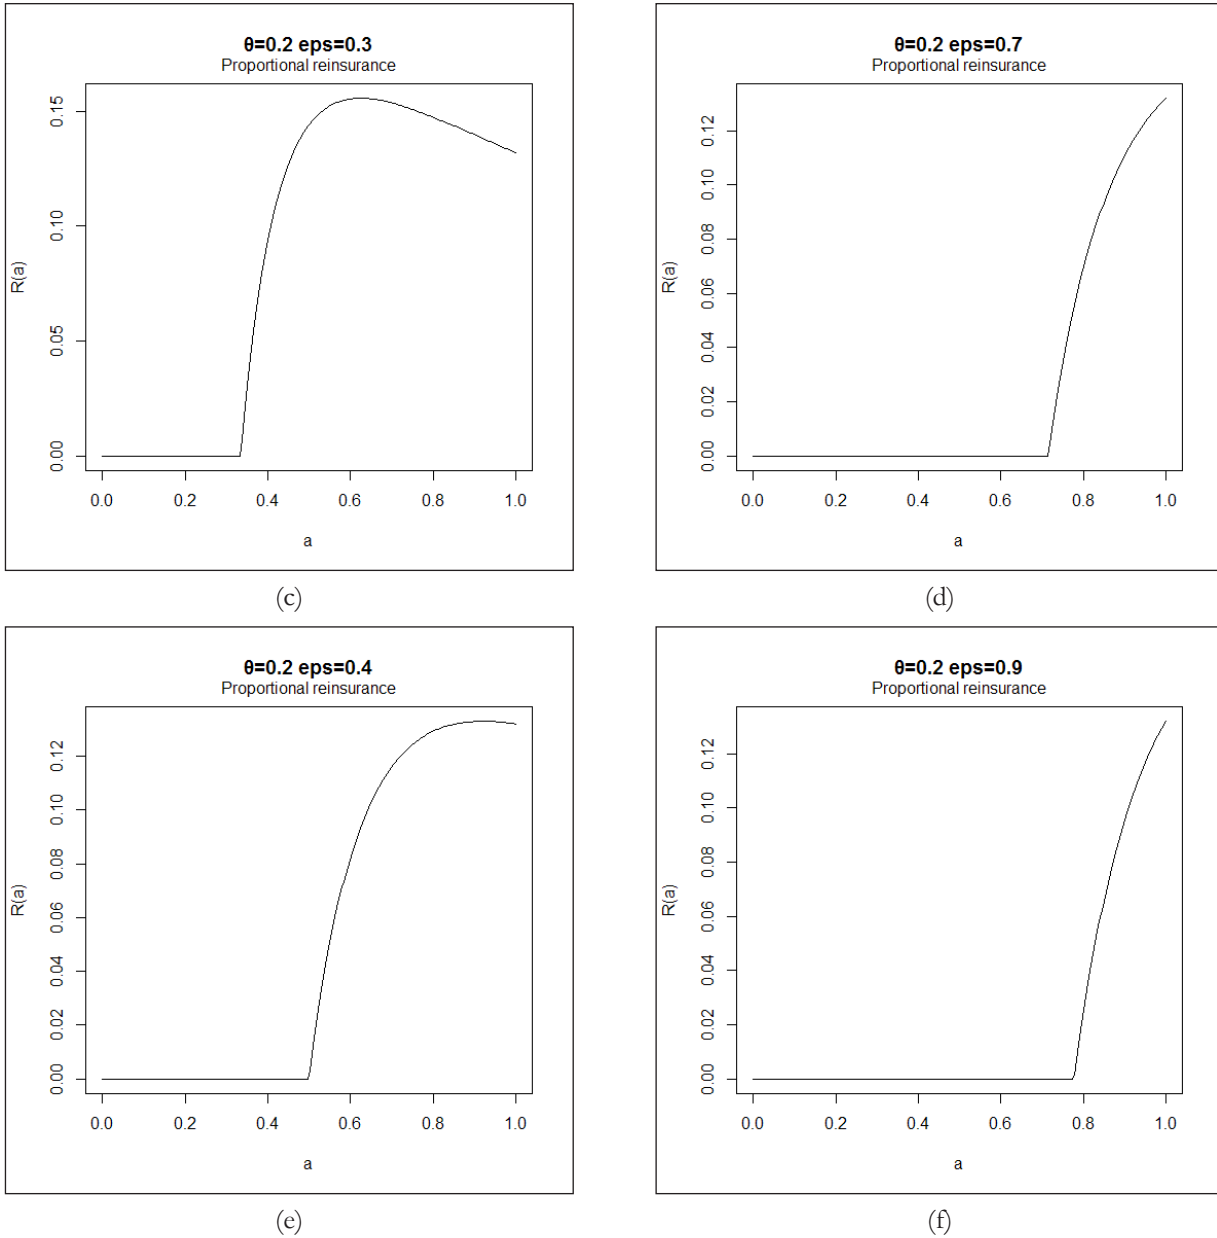 θ=0.2 eps=0.3
Proportional reinsurance
R(a)
0.15
0.10
0.05
0.00
0.0 0.2 0.4 0.6 0.8 1.0
a
(c)
θ=0.2 eps=0.7
Proportional reinsurance
R(a)
0.12
0.10
0.08
0.06
0.04
0.02
0.00
0.0 0.2 0.4 0.6 0.8 1.0
a
(d)
θ=0.2 eps=0.4
Proportional reinsurance
R(a)
0.12
0.10
0.08
0.06
0.04
0.02
0.00
0.0 0.2 0.4 0.6 0.8 1.0
a
(e)
θ=0.2 eps=0.9
Proportional reinsurance
R(a)
0.12
0.10
0.08
0.06
0.04
0.02
0.00
0.0 0.2 0.4 0.6 0.8 1.0
a
(f)